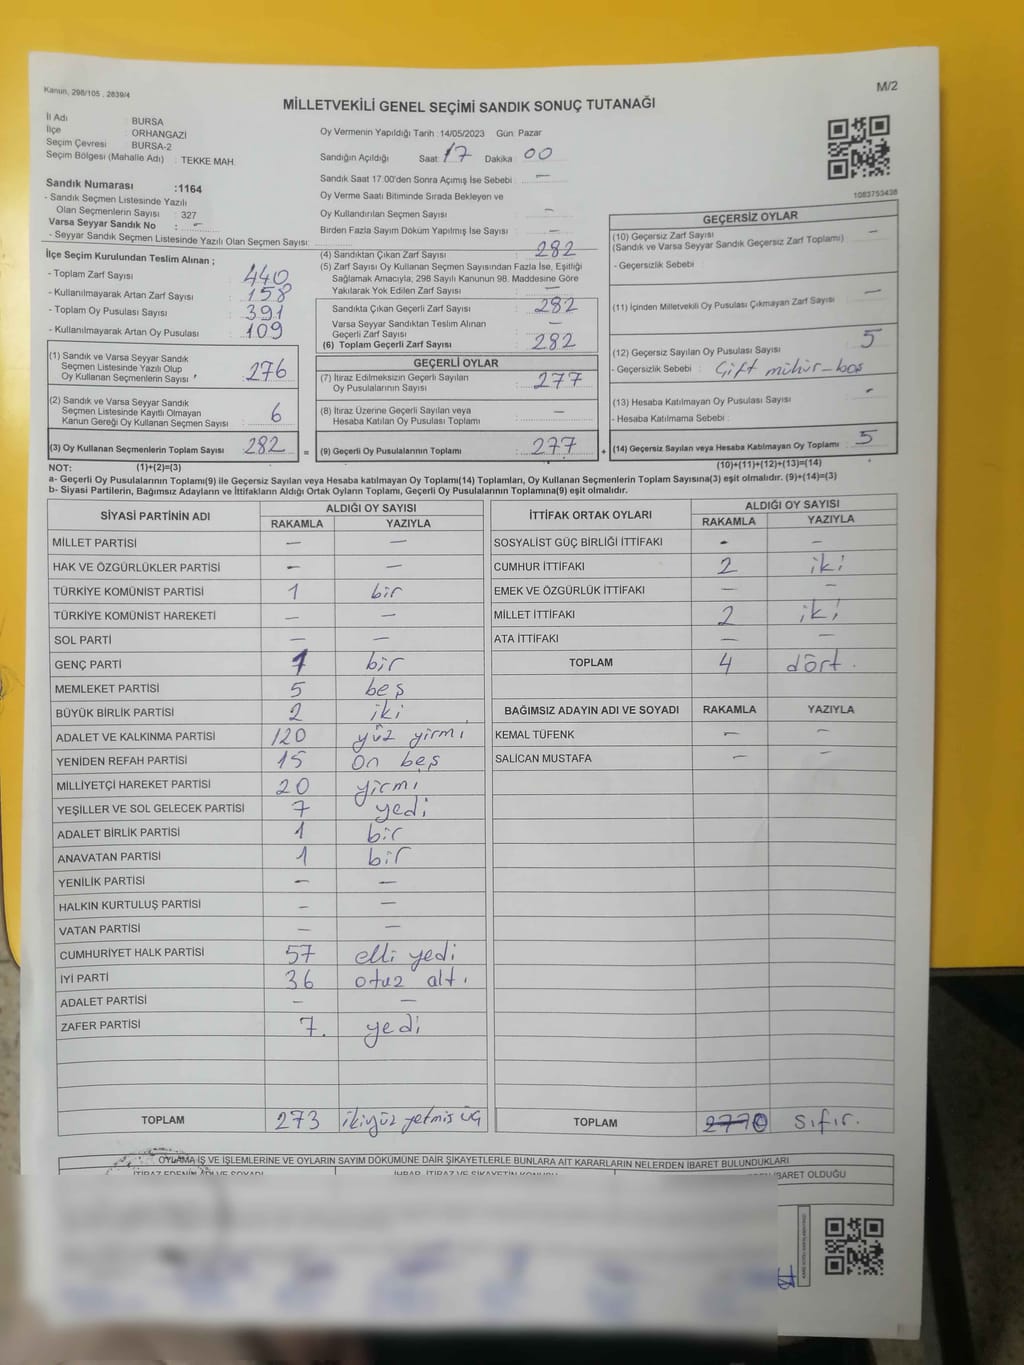 Kanun, 298/105 . 2839/4
M/2
MİLLETVEKİLİ GENEL SEÇİMİ SANDIK SONUÇ TUTANAĞI
İl Adı : BURSA
İlçe : ORHANGAZİ
Seçim Çevresi : BURSA-2
Seçim Bölgesi (Mahalle Adı) : TEKKE MAH.
Sandık Numarası :1164
- Sandık Seçmen Listesinde Yazılı
Olan Seçmenlerin Sayısı : 327
Varsa Seyyar Sandık No : –
- Seyyar Sandık Seçmen Listesinde Yazılı Olan Seçmen Sayısı:
Oy Vermenin Yapıldığı Tarih :14/05/2023 Gün: Pazar
Sandığın Açıldığı Saat 17 Dakika 00
Sandık Saat 17:00'den Sonra Açımış İse Sebebi : –
Oy Verme Saati Bitiminde Sırada Bekleyen ve
Oy Kullandırılan Seçmen Sayısı : –
Birden Fazla Sayım Döküm Yapılmış İse Sayısı : –
1083753438
İlçe Seçim Kurulundan Teslim Alınan ;
- Toplam Zarf Sayısı : 440
- Kullanılmayarak Artan Zarf Sayısı : 158
- Toplam Oy Pusulası Sayısı : 391
- Kullanılmayarak Artan Oy Pusulası : 109
(1) Sandık ve Varsa Seyyar Sandık
Seçmen Listesinde Yazılı Olup
Oy Kullanan Seçmenlerin Sayısı : 276
(2) Sandık ve Varsa Seyyar Sandık
Seçmen Listesinde Kayıtlı Olmayan
Kanun Gereği Oy Kullanan Seçmen Sayısı : 6
(3) Oy Kullanan Seçmenlerin Toplam Sayısı : 282 =
(4) Sandıktan Çıkan Zarf Sayısı : 282
(5) Zarf Sayısı Oy Kullanan Seçmen Sayısından Fazla İse, Eşitliği
Sağlamak Amacıyla, 298 Sayılı Kanunun 98. Maddesine Göre
Yakılarak Yok Edilen Zarf Sayısı : –
Sandıkta Çıkan Geçerli Zarf Sayısı : 282
Varsa Seyyar Sandıktan Teslim Alınan
Geçerli Zarf Sayısı : –
(6) Toplam Geçerli Zarf Sayısı : 282
GEÇERLİ OYLAR
(7) İtiraz Edilmeksizin Geçerli Sayılan
Oy Pusulalarının Sayısı : 277
(8) İtiraz Üzerine Geçerli Sayılan veya
Hesaba Katılan Oy Pusulası Toplamı : –
(9) Geçerli Oy Pusulalarının Toplamı : 277 +
GEÇERSİZ OYLAR
(10) Geçersiz Zarf Sayısı : –
(Sandık ve Varsa Seyyar Sandık Geçersiz Zarf Toplamı)
- Geçersizlik Sebebi :
(11) İçinden Milletvekili Oy Pusulası Çıkmayan Zarf Sayısı : –
(12) Geçersiz Sayılan Oy Pusulası Sayısı : 5
- Geçersizlik Sebebi : Çift mühür–boş
(13) Hesaba Katılmayan Oy Pusulası Sayısı : -
- Hesaba Katılmama Sebebi :
(14) Geçersiz Sayılan veya Hesaba Katılmayan Oy Toplamı : 5
NOT: (1)+(2)=(3)
(10)+(11)+(12)+(13)=(14)
a- Geçerli Oy Pusulalarının Toplamı(9) ile Geçersiz Sayılan veya Hesaba katılmayan Oy Toplamı(14) Toplamları, Oy Kullanan Seçmenlerin Toplam Sayısına(3) eşit olmalıdır. (9)+(14)=(3)
b- Siyasi Partilerin, Bağımsız Adayların ve İttifakların Aldığı Ortak Oyların Toplamı, Geçerli Oy Pusulalarının Toplamına(9) eşit olmalıdır.
SİYASİ PARTİNİN ADI ALDIĞI OY SAYISI
RAKAMLA YAZIYLA
MİLLET PARTİSİ – –
HAK VE ÖZGÜRLÜKLER PARTİSİ – –
TÜRKİYE KOMÜNİST PARTİSİ 1 bir
TÜRKİYE KOMÜNİST HAREKETİ – –
SOL PARTİ – –
GENÇ PARTİ 1 bir
MEMLEKET PARTİSİ 5 beş
BÜYÜK BİRLİK PARTİSİ 2 iki
ADALET VE KALKINMA PARTİSİ 120 yüz yirmi
YENİDEN REFAH PARTİSİ 15 on beş
MİLLİYETÇİ HAREKET PARTİSİ 20 yirmi
YEŞİLLER VE SOL GELECEK PARTİSİ 7 yedi
ADALET BİRLİK PARTİSİ 1 bir
ANAVATAN PARTİSİ 1 bir
YENİLİK PARTİSİ – –
HALKIN KURTULUŞ PARTİSİ – –
VATAN PARTİSİ – –
CUMHURİYET HALK PARTİSİ 57 elli yedi
İYİ PARTİ 36 otuz altı
ADALET PARTİSİ – –
ZAFER PARTİSİ 7. yedi
TOPLAM 273 ikiyüz yetmiş üç
İTTİFAK ORTAK OYLARI ALDIĞI OY SAYISI
RAKAMLA YAZIYLA
SOSYALİST GÜÇ BİRLİĞİ İTTİFAKI - –
CUMHUR İTTİFAKI 2 iki
EMEK VE ÖZGÜRLÜK İTTİFAKI – –
MİLLET İTTİFAKI 2 iki
ATA İTTİFAKI – –
TOPLAM 4 dört.
BAĞIMSIZ ADAYIN ADI VE SOYADI RAKAMLA YAZIYLA
KEMAL TÜFENK – –
SALİCAN MUSTAFA – –
TOPLAM 277 0 sıfır.
OYLAMA İŞ VE İŞLEMLERİNE VE OYLARIN SAYIM DÖKÜMÜNE DAİR ŞİKAYETLERLE BUNLARA AİT KARARLARIN NELERDEN İBARET BULUNDUKLARI
İTİRAZ EDENİN ADI VE SOYADI İHBAR, İTİRAZ VE ŞİKAYETİN KONUSU İBARET OLDUĞU